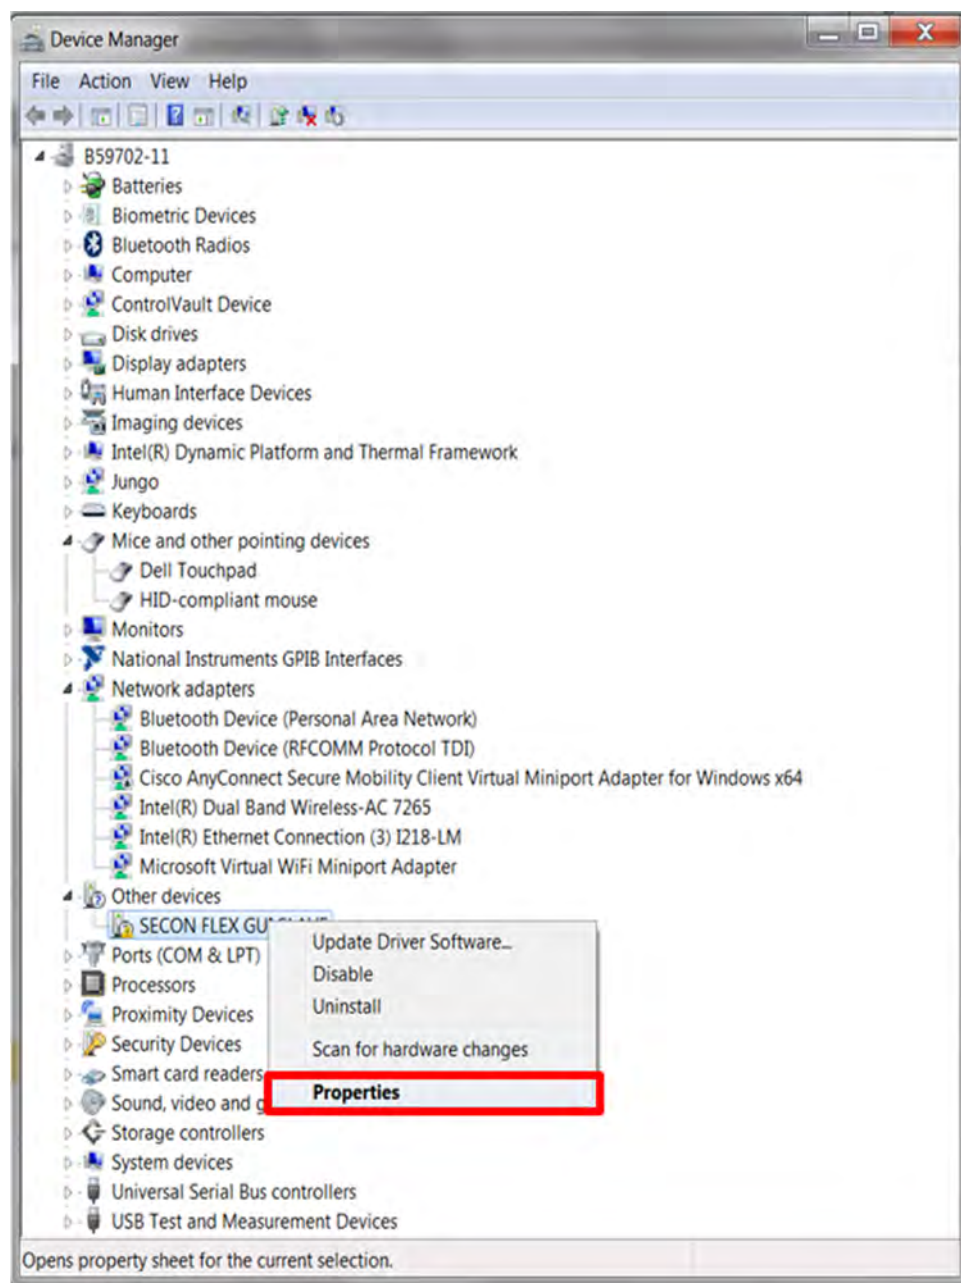 Device Manager
File Action View Help
B59702-11
Batteries
Biometric Devices
Bluetooth Radios
Computer
ControlVault Device
Disk drives
Display adapters
Human Interface Devices
Imaging devices
Intel(R) Dynamic Platform and Thermal Framework
Jungo
Keyboards
Mice and other pointing devices
Dell Touchpad
HID-compliant mouse
Monitors
National Instruments GPIB Interfaces
Network adapters
Bluetooth Device (Personal Area Network)
Bluetooth Device (RFCOMM Protocol TDI)
Cisco AnyConnect Secure Mobility Client Virtual Miniport Adapter for Windows x64
Intel(R) Dual Band Wireless-AC 7265
Intel(R) Ethernet Connection (3) I218-LM
Microsoft Virtual WiFi Miniport Adapter
Other devices
SECON FLEX
Update Driver Software...
Ports (COM & LPT)
Disable
Processors
Uninstall
Proximity Devices
Security Devices
Scan for hardware changes
Smart card readers
Properties
Sound, video and
Storage controllers
System devices
Universal Serial Bus controllers
USB Test and Measurement Devices
Opens property sheet for the current selection.